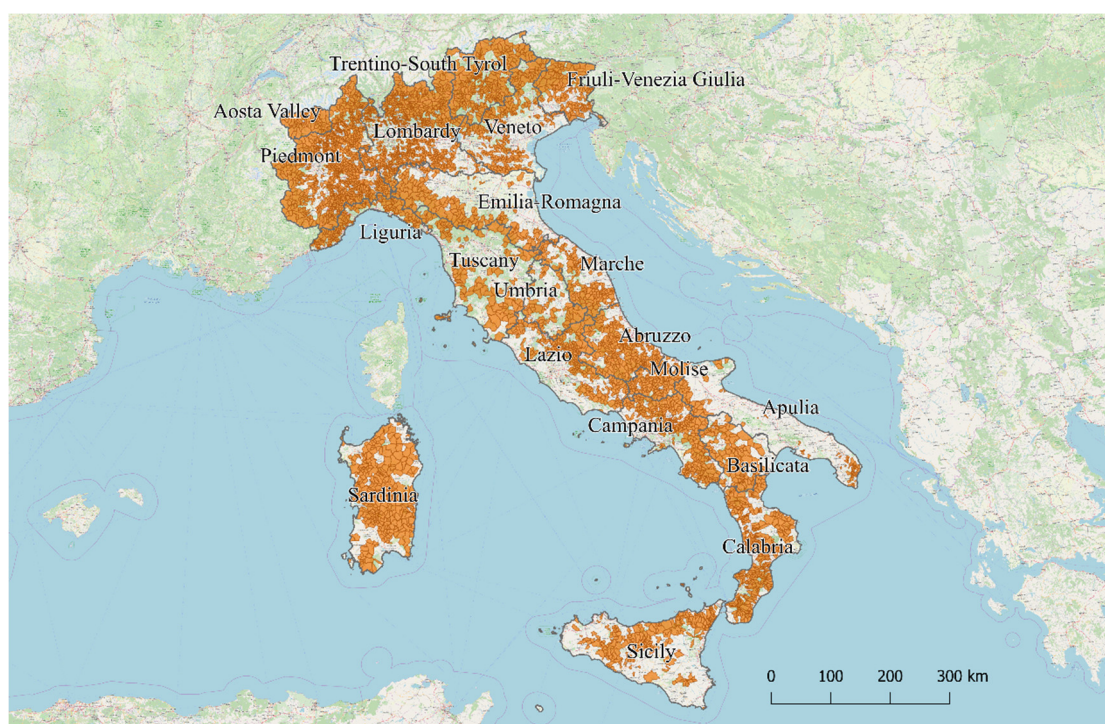 Trentino-South Tyrol
Friuli-Venezia Giulia
Aosta Valley
Lombardy
Veneto
Piedmont
Emilia-Romagna
Liguria
Tuscany
Marche
Umbria
Abruzzo
Lazio
Molise
Apulia
Campania
Basilicata
Sardinia
Calabria
Sicily
0 100 200 300 km